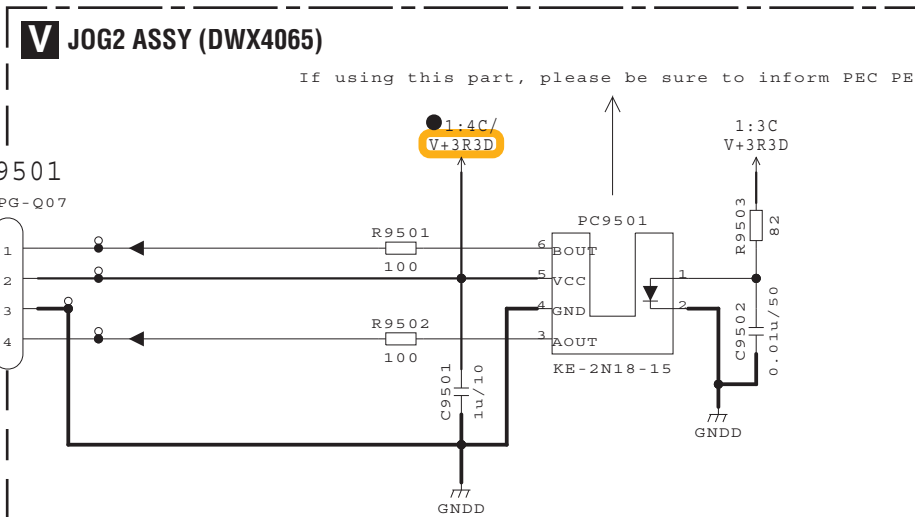 V JOG2 ASSY (DWX4065)
If using this part, please be sure to inform PEC PE
1:4C/
V+3R3D
1:3C
V+3R3D
9501
PG-Q07
R9503
82
PC9501
R9501
100
1
2
3
4
6
BOUT
5
VCC
4
GND
3
AOUT
1
2
R9502
100
C9502
0.01u/50
KE-2N18-15
C9501
1u/10
GNDD
GNDD